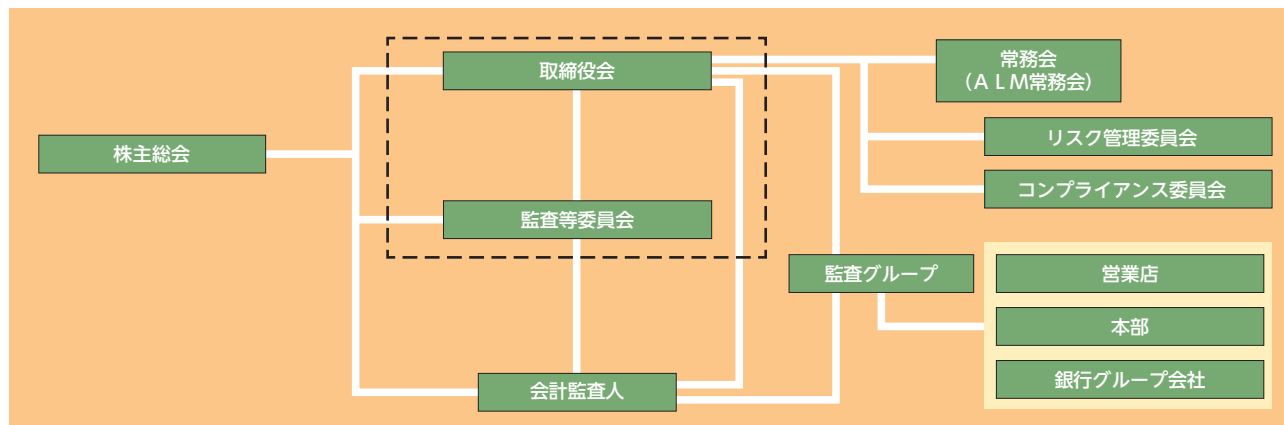 株主総会
取締役会
監査等委員会
会計監査人
常務会
（ＡＬＭ常務会）
リスク管理委員会
コンプライアンス委員会
監査グループ
営業店
本部
銀行グループ会社